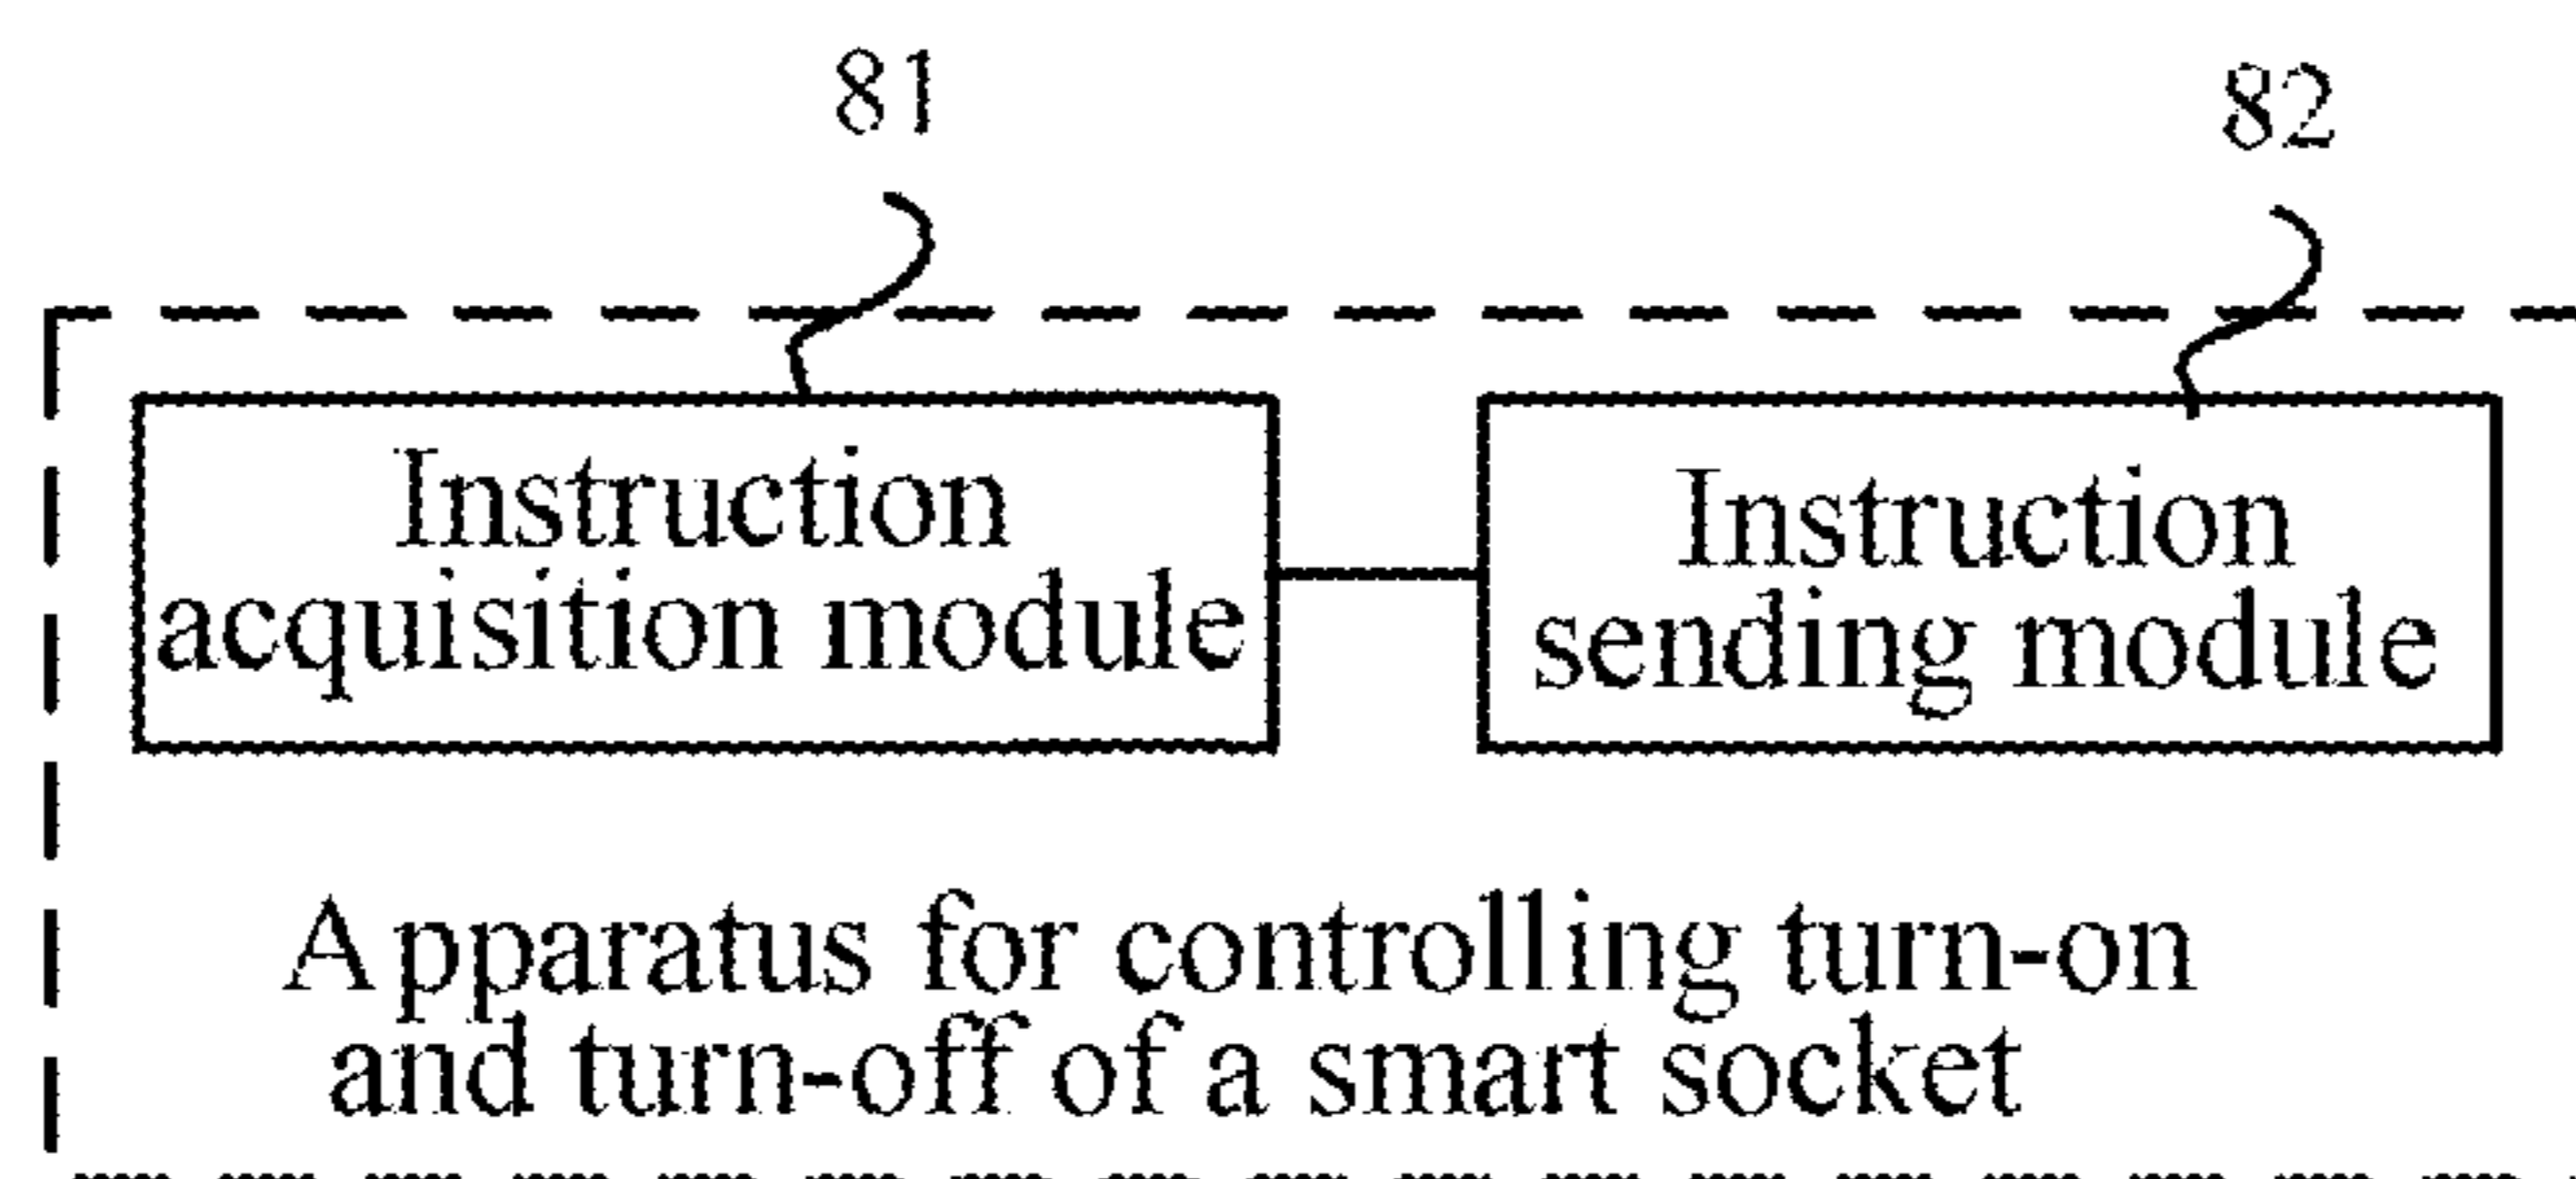 81
82
Instruction
acquisition module
Instruction
sending module
Apparatus for controlling turn-on
and turn-off of a smart socket